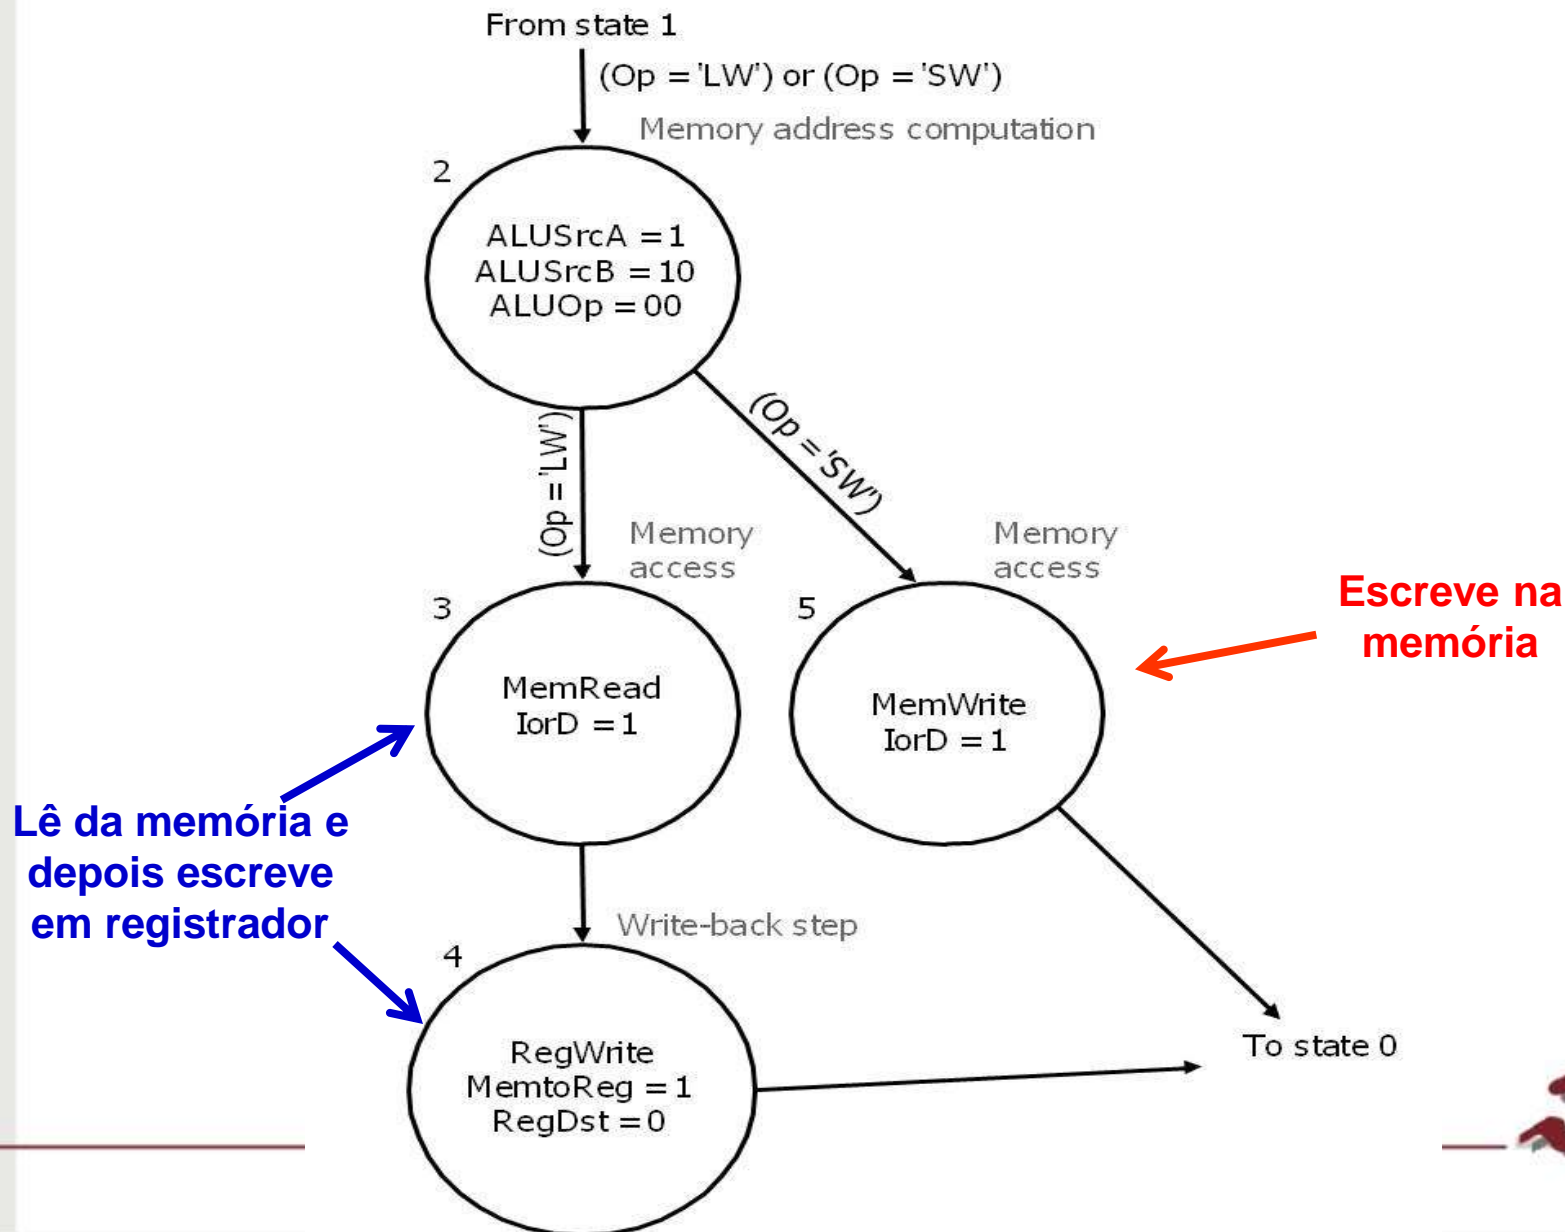 From state 1
(Op = 'LW') or (Op = 'SW')
Memory address computation
2
ALUSrcA = 1
ALUSrcB = 10
ALUOp = 00
(Op = 'LW')
(Op = 'SW')
Memory
access
Memory
access
3
MemRead
IorD = 1
5
MemWrite
IorD = 1
Escreve na
memória
Lê da memória e
depois escreve
em registrador
Write-back step
4
RegWrite
MemtoReg = 1
RegDst = 0
To state 0